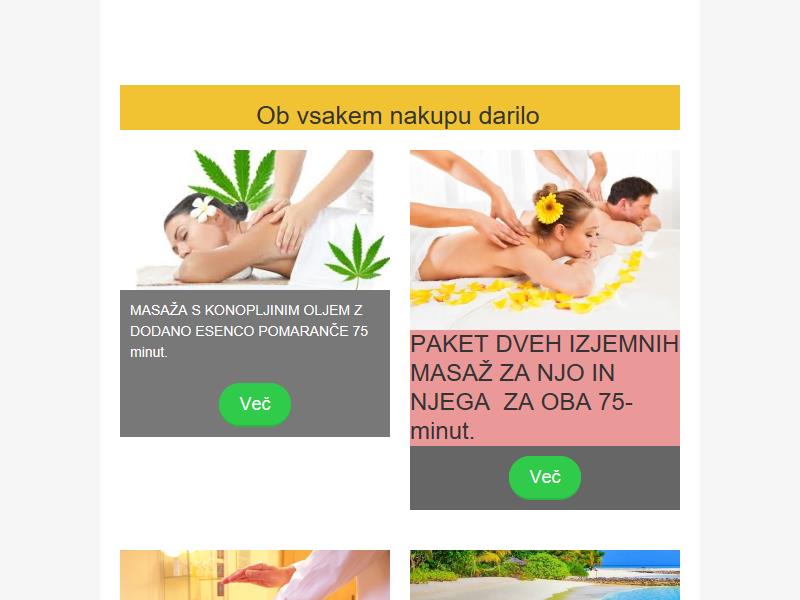 Ob vsakem nakupu darilo
MASAŽA S KONOPLJINIM OLJEM Z
DODANO ESENCO POMARANČE 75
minut.
Več
PAKET DVEH IZJEMNIH
MASAŽ ZA NJO IN
NJEGA  ZA OBA 75-
minut.
Več